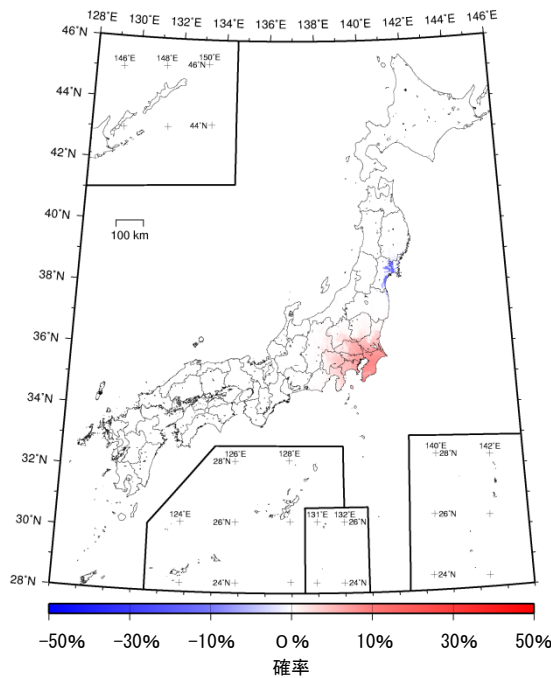 128°E 130°E 132°E 134°E 136°E 138°E 140°E 142°E 144°E 146°E
46°N
146°E 148°E 150°E
46°N
44°N
44°N
42°N
40°N
100 km
38°N
36°N
34°N
32°N
126°E 128°E
28°N
140°E 142°E
28°N
30°N
124°E
26°N
131°E 132°E
26°N
26°N
28°N
24°N
24°N
24°N
-50% -30% -10% 0% 10% 30% 50%
確率